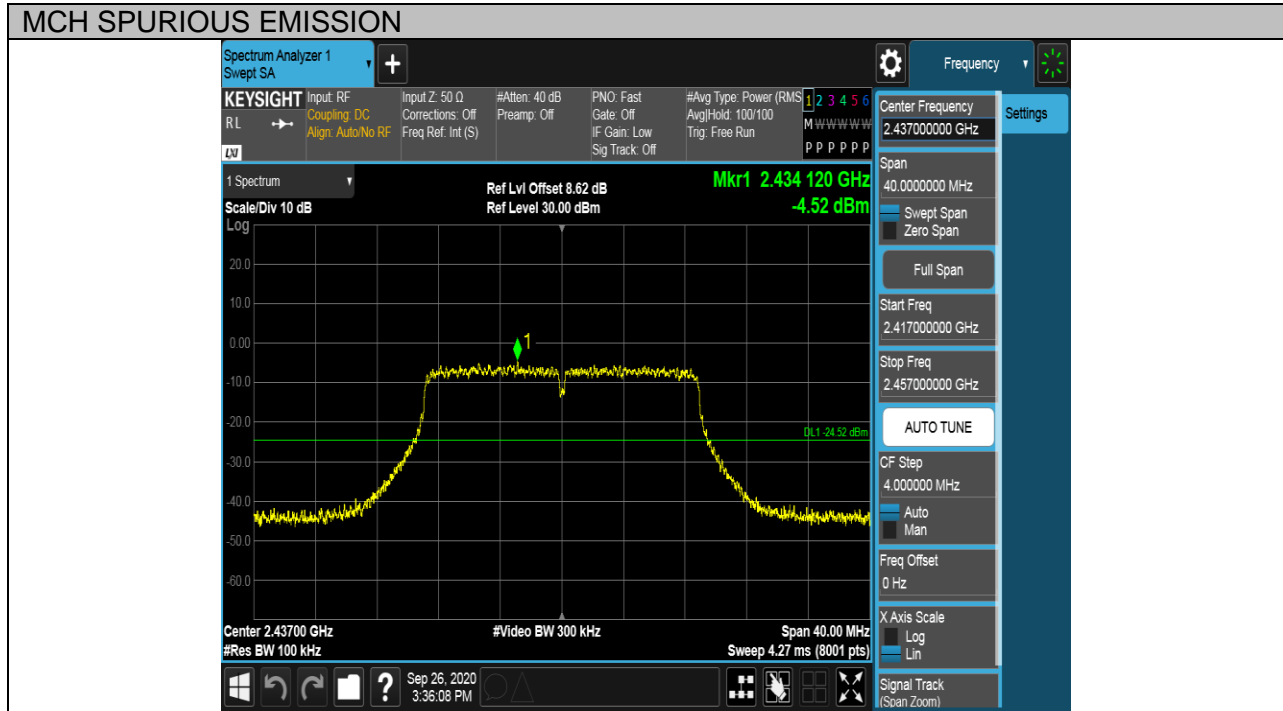 MCH SPURIOUS EMISSION
Spectrum Analyzer 1
Swept SA
+
Frequency
KEYSIGHT Input: RF Input Z: 50 Ω #Atten: 40 dB PNO: Fast #Avg Type: Power (RMS 1 2 3 4 5 6
RL Coupling: DC Corrections: Off Preamp: Off Gate: Off Avg|Hold: 100/100 M W W W W W
Align: Auto/No RF Freq Ref: Int (S) IF Gain: Low Trig: Free Run
LXI Sig Track: Off P P P P P P
1 Spectrum
Scale/Div 10 dB
Ref Lvl Offset 8.62 dB
Ref Level 30.00 dBm
Mkr1 2.434 120 GHz
-4.52 dBm
Log
20.0
10.0
0.00
-10.0
-20.0
-30.0
-40.0
-50.0
-60.0
1
DL1 -24.52 dBm
Center 2.43700 GHz #Video BW 300 kHz Span 40.00 MHz
#Res BW 100 kHz Sweep 4.27 ms (8001 pts)
?
Sep 26, 2020
3:36:08 PM
Center Frequency
2.437000000 GHz
Settings
Span
40.0000000 MHz
Swept Span
Zero Span
Full Span
Start Freq
2.417000000 GHz
Stop Freq
2.457000000 GHz
AUTO TUNE
CF Step
4.000000 MHz
Auto
Man
Freq Offset
0 Hz
X Axis Scale
Log
Lin
Signal Track
(Span Zoom)